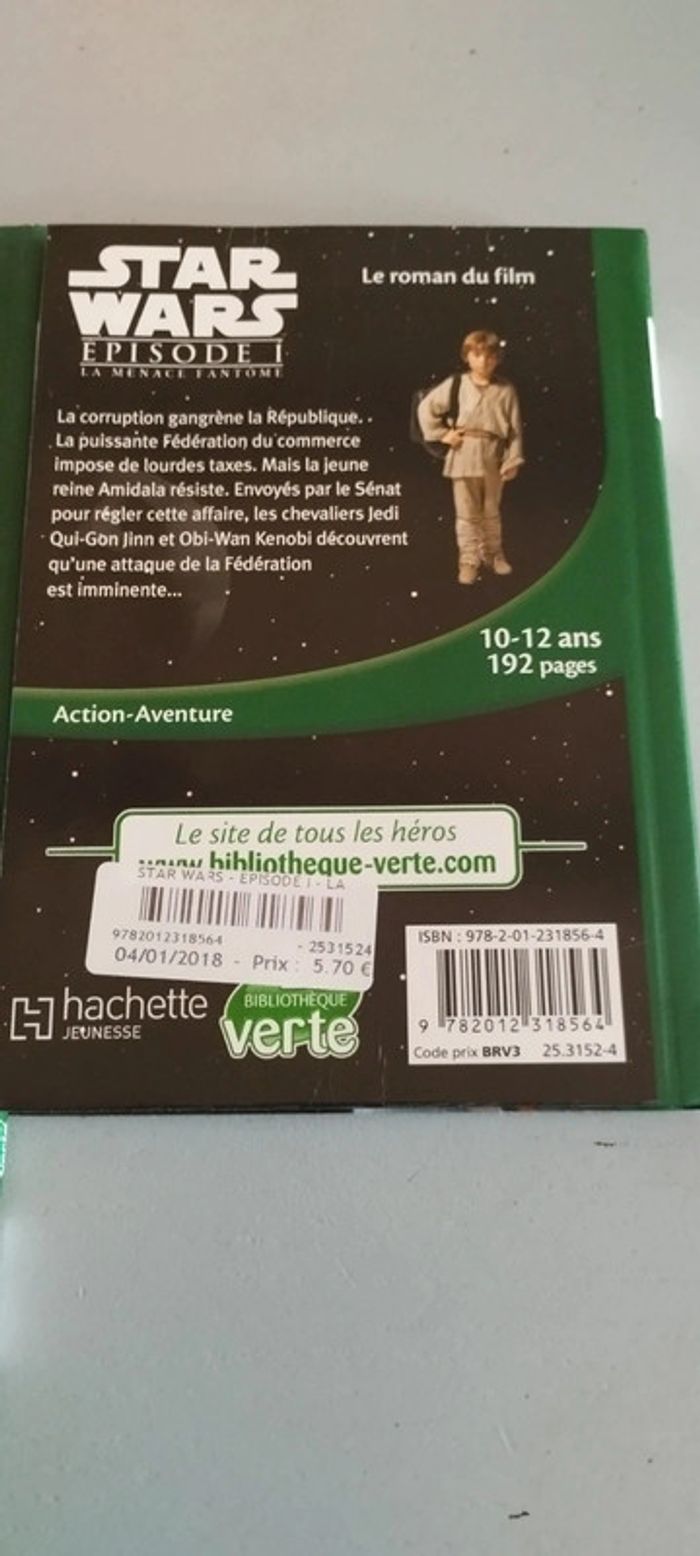 STAR
WARS
EPISODE I
LA MENACE FANTÔME
Le roman du film
La corruption gangrène la République.
La puissante Fédération du commerce
impose de lourdes taxes. Mais la jeune
reine Amidala résiste. Envoyés par le Sénat
pour régler cette affaire, les chevaliers Jedi
Qui-Gon Jinn et Obi-Wan Kenobi découvrent
qu'une attaque de la Fédération
est imminente...
10-12 ans
192 pages
Action-Aventure
Le site de tous les héros
www.bibliotheque-verte.com
STAR WARS - EPISODE I - LA
9782012318564 - 2531524
04/01/2018 - Prix : 5.70 €
hachette
JEUNESSE
BIBLIOTHÈQUE
verte
ISBN : 978-2-01-231856-4
9 782012 318564
Code prix BRV3 25.3152-4